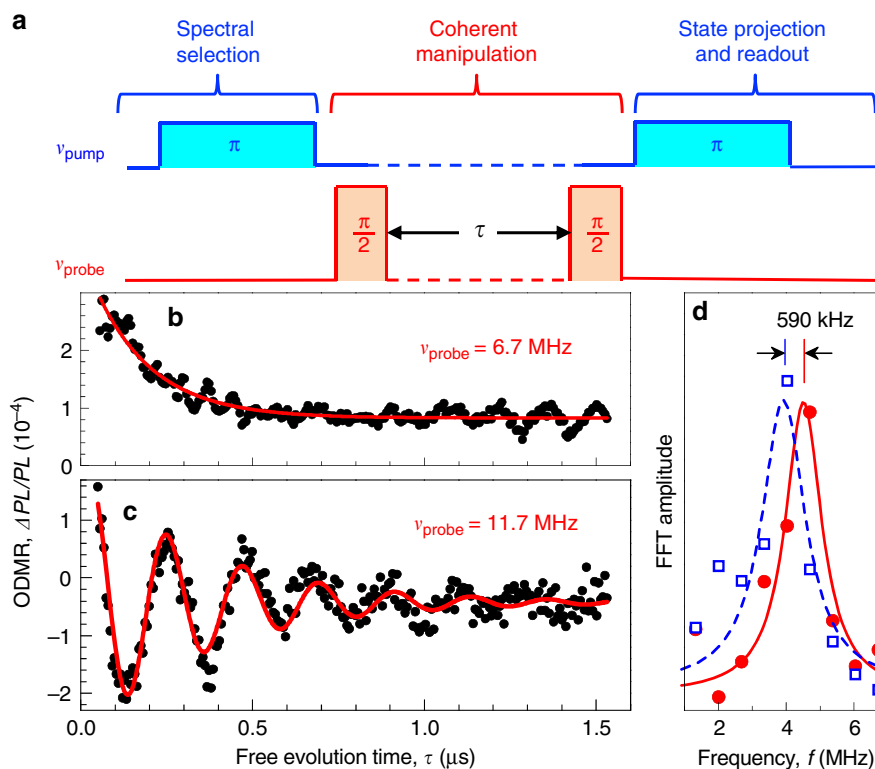 a
Spectral selection
Coherent manipulation
State projection and readout
νpump
π
π
νprobe
π/2
τ
π/2
b
νprobe = 6.7 MHz
2
1
0
c
νprobe = 11.7 MHz
1
0
−1
−2
ODMR, ΔPL/PL (10⁻⁴)
0.0 0.5 1.0 1.5
Free evolution time, τ (μs)
d
590 kHz
FFT amplitude
2 4 6
Frequency, f (MHz)